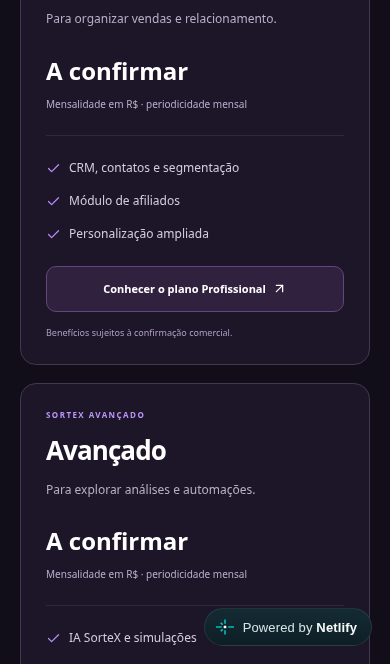 Para organizar vendas e relacionamento.
A confirmar
Mensalidade em R$ · periodicidade mensal
CRM, contatos e segmentação
Módulo de afiliados
Personalização ampliada
Conhecer o plano Profissional
Benefícios sujeitos à confirmação comercial.
SORTEX AVANÇADO
Avançado
Para explorar análises e automações.
A confirmar
Mensalidade em R$ · periodicidade mensal
IA SorteX e simulações
Powered by Netlify